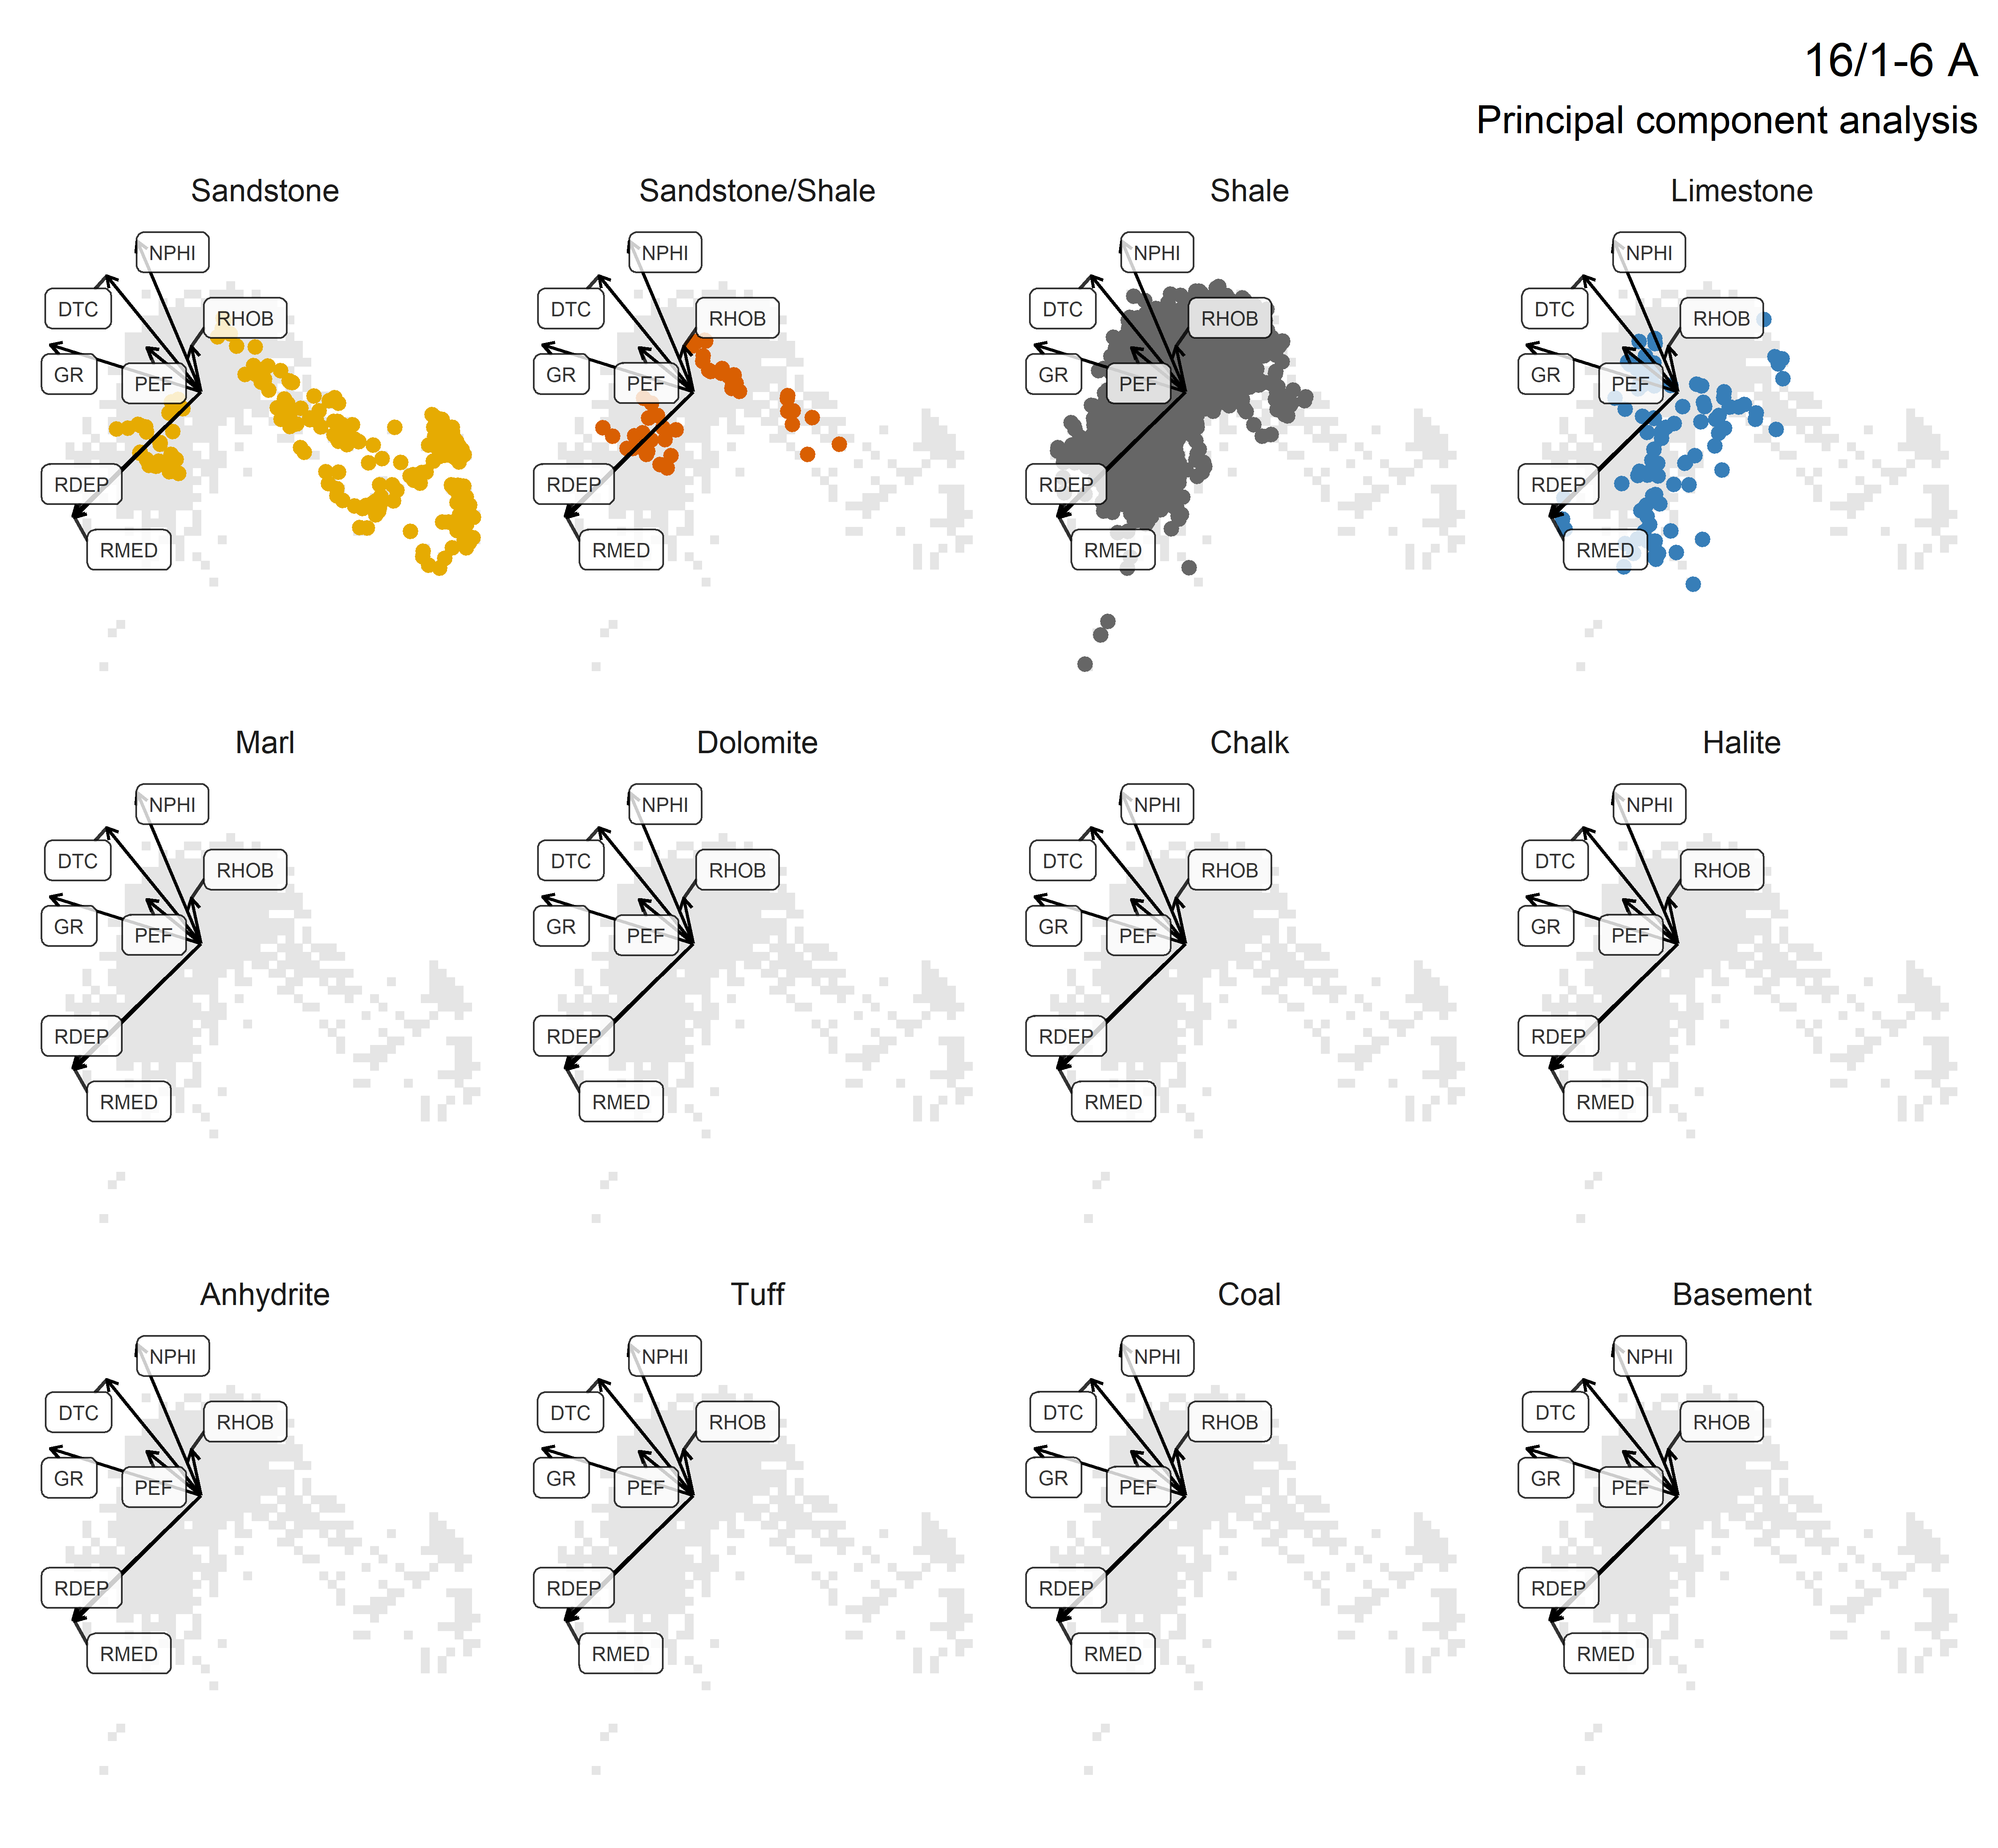 16/1-6 A
Principal component analysis
Sandstone
NPHI
DTC
RHOB
GR
PEF
RDEP
RMED
Sandstone/Shale
NPHI
DTC
RHOB
GR
PEF
RDEP
RMED
Shale
NPHI
DTC
RHOB
GR
PEF
RDEP
RMED
Limestone
NPHI
DTC
RHOB
GR
PEF
RDEP
RMED
Marl
NPHI
DTC
RHOB
GR
PEF
RDEP
RMED
Dolomite
NPHI
DTC
RHOB
GR
PEF
RDEP
RMED
Chalk
NPHI
DTC
RHOB
GR
PEF
RDEP
RMED
Halite
NPHI
DTC
RHOB
GR
PEF
RDEP
RMED
Anhydrite
NPHI
DTC
RHOB
GR
PEF
RDEP
RMED
Tuff
NPHI
DTC
RHOB
GR
PEF
RDEP
RMED
Coal
NPHI
DTC
RHOB
GR
PEF
RDEP
RMED
Basement
NPHI
DTC
RHOB
GR
PEF
RDEP
RMED